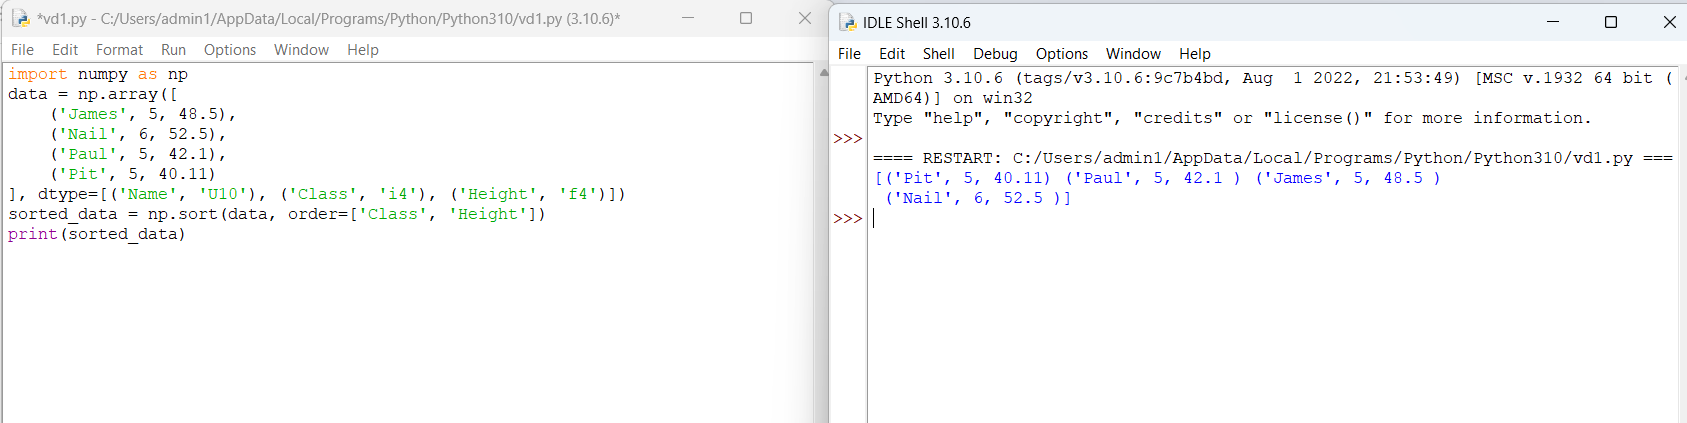 *vd1.py - C:/Users/admin1/AppData/Local/Programs/Python/Python310/vd1.py (3.10.6)*
File Edit Format Run Options Window Help
import numpy as np
data = np.array([
    ('James', 5, 48.5),
    ('Nail', 6, 52.5),
    ('Paul', 5, 42.1),
    ('Pit', 5, 40.11)
], dtype=[('Name', 'U10'), ('Class', 'i4'), ('Height', 'f4')])
sorted_data = np.sort(data, order=['Class', 'Height'])
print(sorted_data)
IDLE Shell 3.10.6
File Edit Shell Debug Options Window Help
Python 3.10.6 (tags/v3.10.6:9c7b4bd, Aug  1 2022, 21:53:49) [MSC v.1932 64 bit (
AMD64)] on win32
Type "help", "copyright", "credits" or "license()" for more information.
>>>
==== RESTART: C:/Users/admin1/AppData/Local/Programs/Python/Python310/vd1.py ===
[('Pit', 5, 40.11) ('Paul', 5, 42.1 ) ('James', 5, 48.5 )
 ('Nail', 6, 52.5 )]
>>>